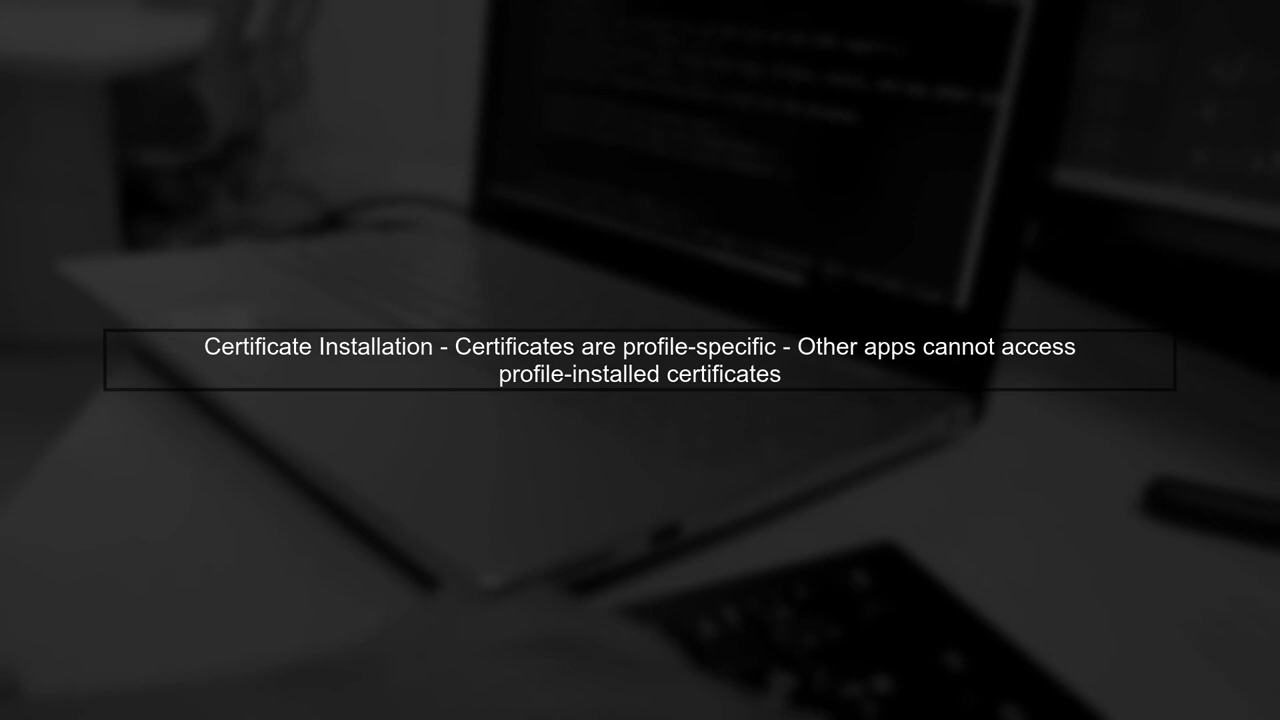 Certificate Installation - Certificates are profile-specific - Other apps cannot access
profile-installed certificates